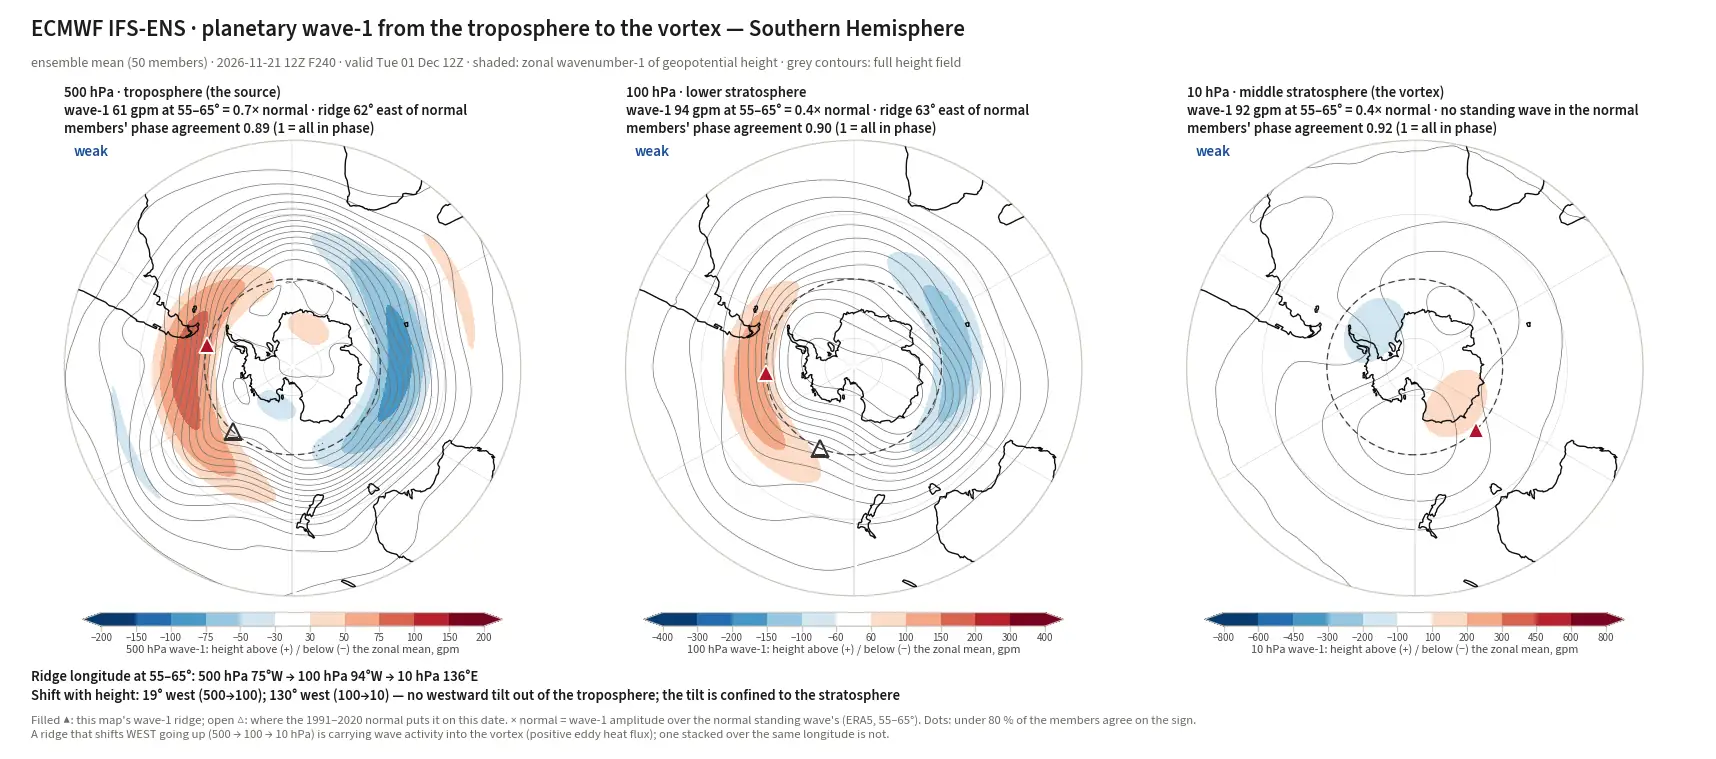 ECMWF IFS-ENS · planetary wave-1 from the troposphere to the vortex — Southern Hemisphere
ensemble mean (50 members) · 2026-11-21 12Z F240 · valid Tue 01 Dec 12Z · shaded: zonal wavenumber-1 of geopotential height · grey contours: full height field
500 hPa · troposphere (the source)
wave-1 61 gpm at 55–65° = 0.7× normal · ridge 62° east of normal
members' phase agreement 0.89 (1 = all in phase)
weak
100 hPa · lower stratosphere
wave-1 94 gpm at 55–65° = 0.4× normal · ridge 63° east of normal
members' phase agreement 0.90 (1 = all in phase)
weak
10 hPa · middle stratosphere (the vortex)
wave-1 92 gpm at 55–65° = 0.4× normal · no standing wave in the normal
members' phase agreement 0.92 (1 = all in phase)
weak
−200 −150 −100 −75 −50 −30 30 50 75 100 150 200
500 hPa wave-1: height above (+) / below (−) the zonal mean, gpm
−400 −300 −200 −150 −100 −60 60 100 150 200 300 400
100 hPa wave-1: height above (+) / below (−) the zonal mean, gpm
−800 −600 −450 −300 −200 −100 100 200 300 450 600 800
10 hPa wave-1: height above (+) / below (−) the zonal mean, gpm
Ridge longitude at 55–65°: 500 hPa 75°W → 100 hPa 94°W → 10 hPa 136°E
Shift with height: 19° west (500→100); 130° west (100→10) — no westward tilt out of the troposphere; the tilt is confined to the stratosphere
Filled ▲: this map's wave-1 ridge; open △: where the 1991–2020 normal puts it on this date. × normal = wave-1 amplitude over the normal standing wave's (ERA5, 55–65°). Dots: under 80 % of the members agree on the sign.
A ridge that shifts WEST going up (500 → 100 → 10 hPa) is carrying wave activity into the vortex (positive eddy heat flux); one stacked over the same longitude is not.